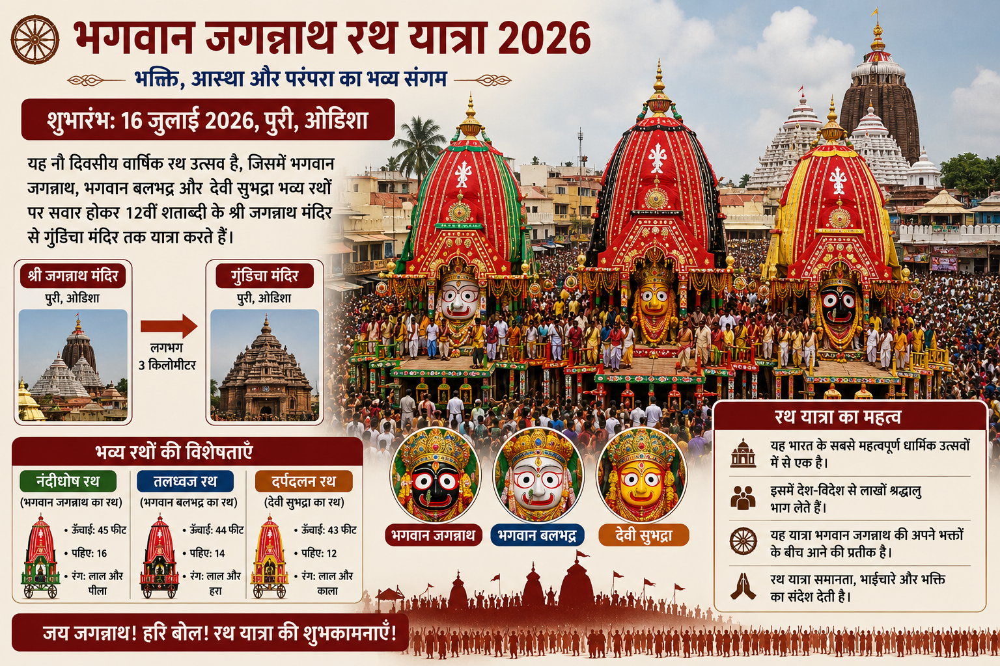 भगवान जगन्नाथ रथ यात्रा 2026
भक्ति, आस्था और परंपरा का भव्य संगम
शुभारंभ: 16 जुलाई 2026, पुरी, ओडिशा
यह नौ दिवसीय वार्षिक रथ उत्सव है, जिसमें भगवान
जगन्नाथ, भगवान बलभद्र और देवी सुभद्रा भव्य रथों
पर सवार होकर 12वीं शताब्दी के श्री जगन्नाथ मंदिर
से गुंडिचा मंदिर तक यात्रा करते हैं।
श्री जगन्नाथ मंदिर
पुरी, ओडिशा
लगभग
3 किलोमीटर
गुंडिचा मंदिर
पुरी, ओडिशा
भव्य रथों की विशेषताएँ
नंदीघोष रथ
(भगवान जगन्नाथ का रथ)
• ऊँचाई: 45 फीट
• पहिए: 16
• रंग: लाल और
पीला
तलध्वज रथ
(भगवान बलभद्र का रथ)
• ऊँचाई: 44 फीट
• पहिए: 14
• रंग: लाल और
हरा
दर्पदलन रथ
(देवी सुभद्रा का रथ)
• ऊँचाई: 43 फीट
• पहिए: 12
• रंग: लाल और
काला
भगवान जगन्नाथ
भगवान बलभद्र
देवी सुभद्रा
रथ यात्रा का महत्व
यह भारत के सबसे महत्वपूर्ण धार्मिक उत्सवों
में से एक है।
इसमें देश-विदेश से लाखों श्रद्धालु
भाग लेते हैं।
यह यात्रा भगवान जगन्नाथ की अपने भक्तों
के बीच आने की प्रतीक है।
रथ यात्रा समानता, भाईचारे और भक्ति
का संदेश देती है।
जय जगन्नाथ! हरि बोल! रथ यात्रा की शुभकामनाएँ!